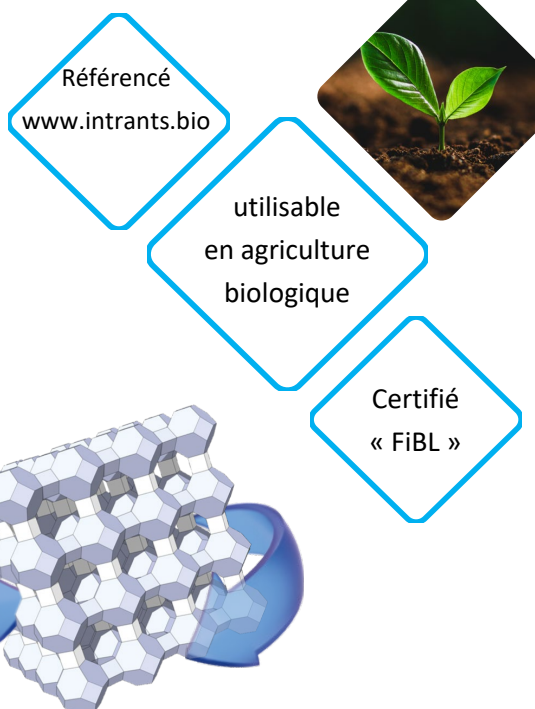 Référencé
www.intrants.bio
utilisable
en agriculture
biologique
Certifié
« FiBL »